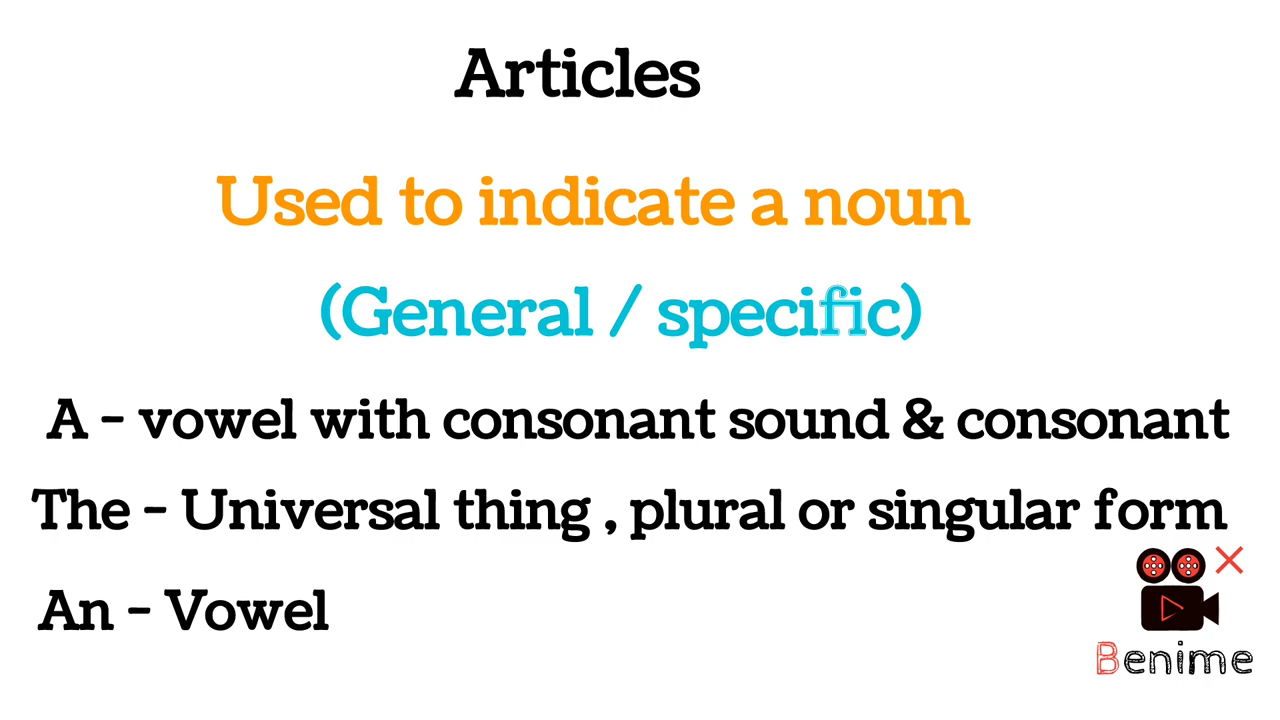 Articles
Used to indicate a noun
(General / specific)
A - vowel with consonant sound & consonant
The - Universal thing , plural or singular form
An - Vowel
Benime